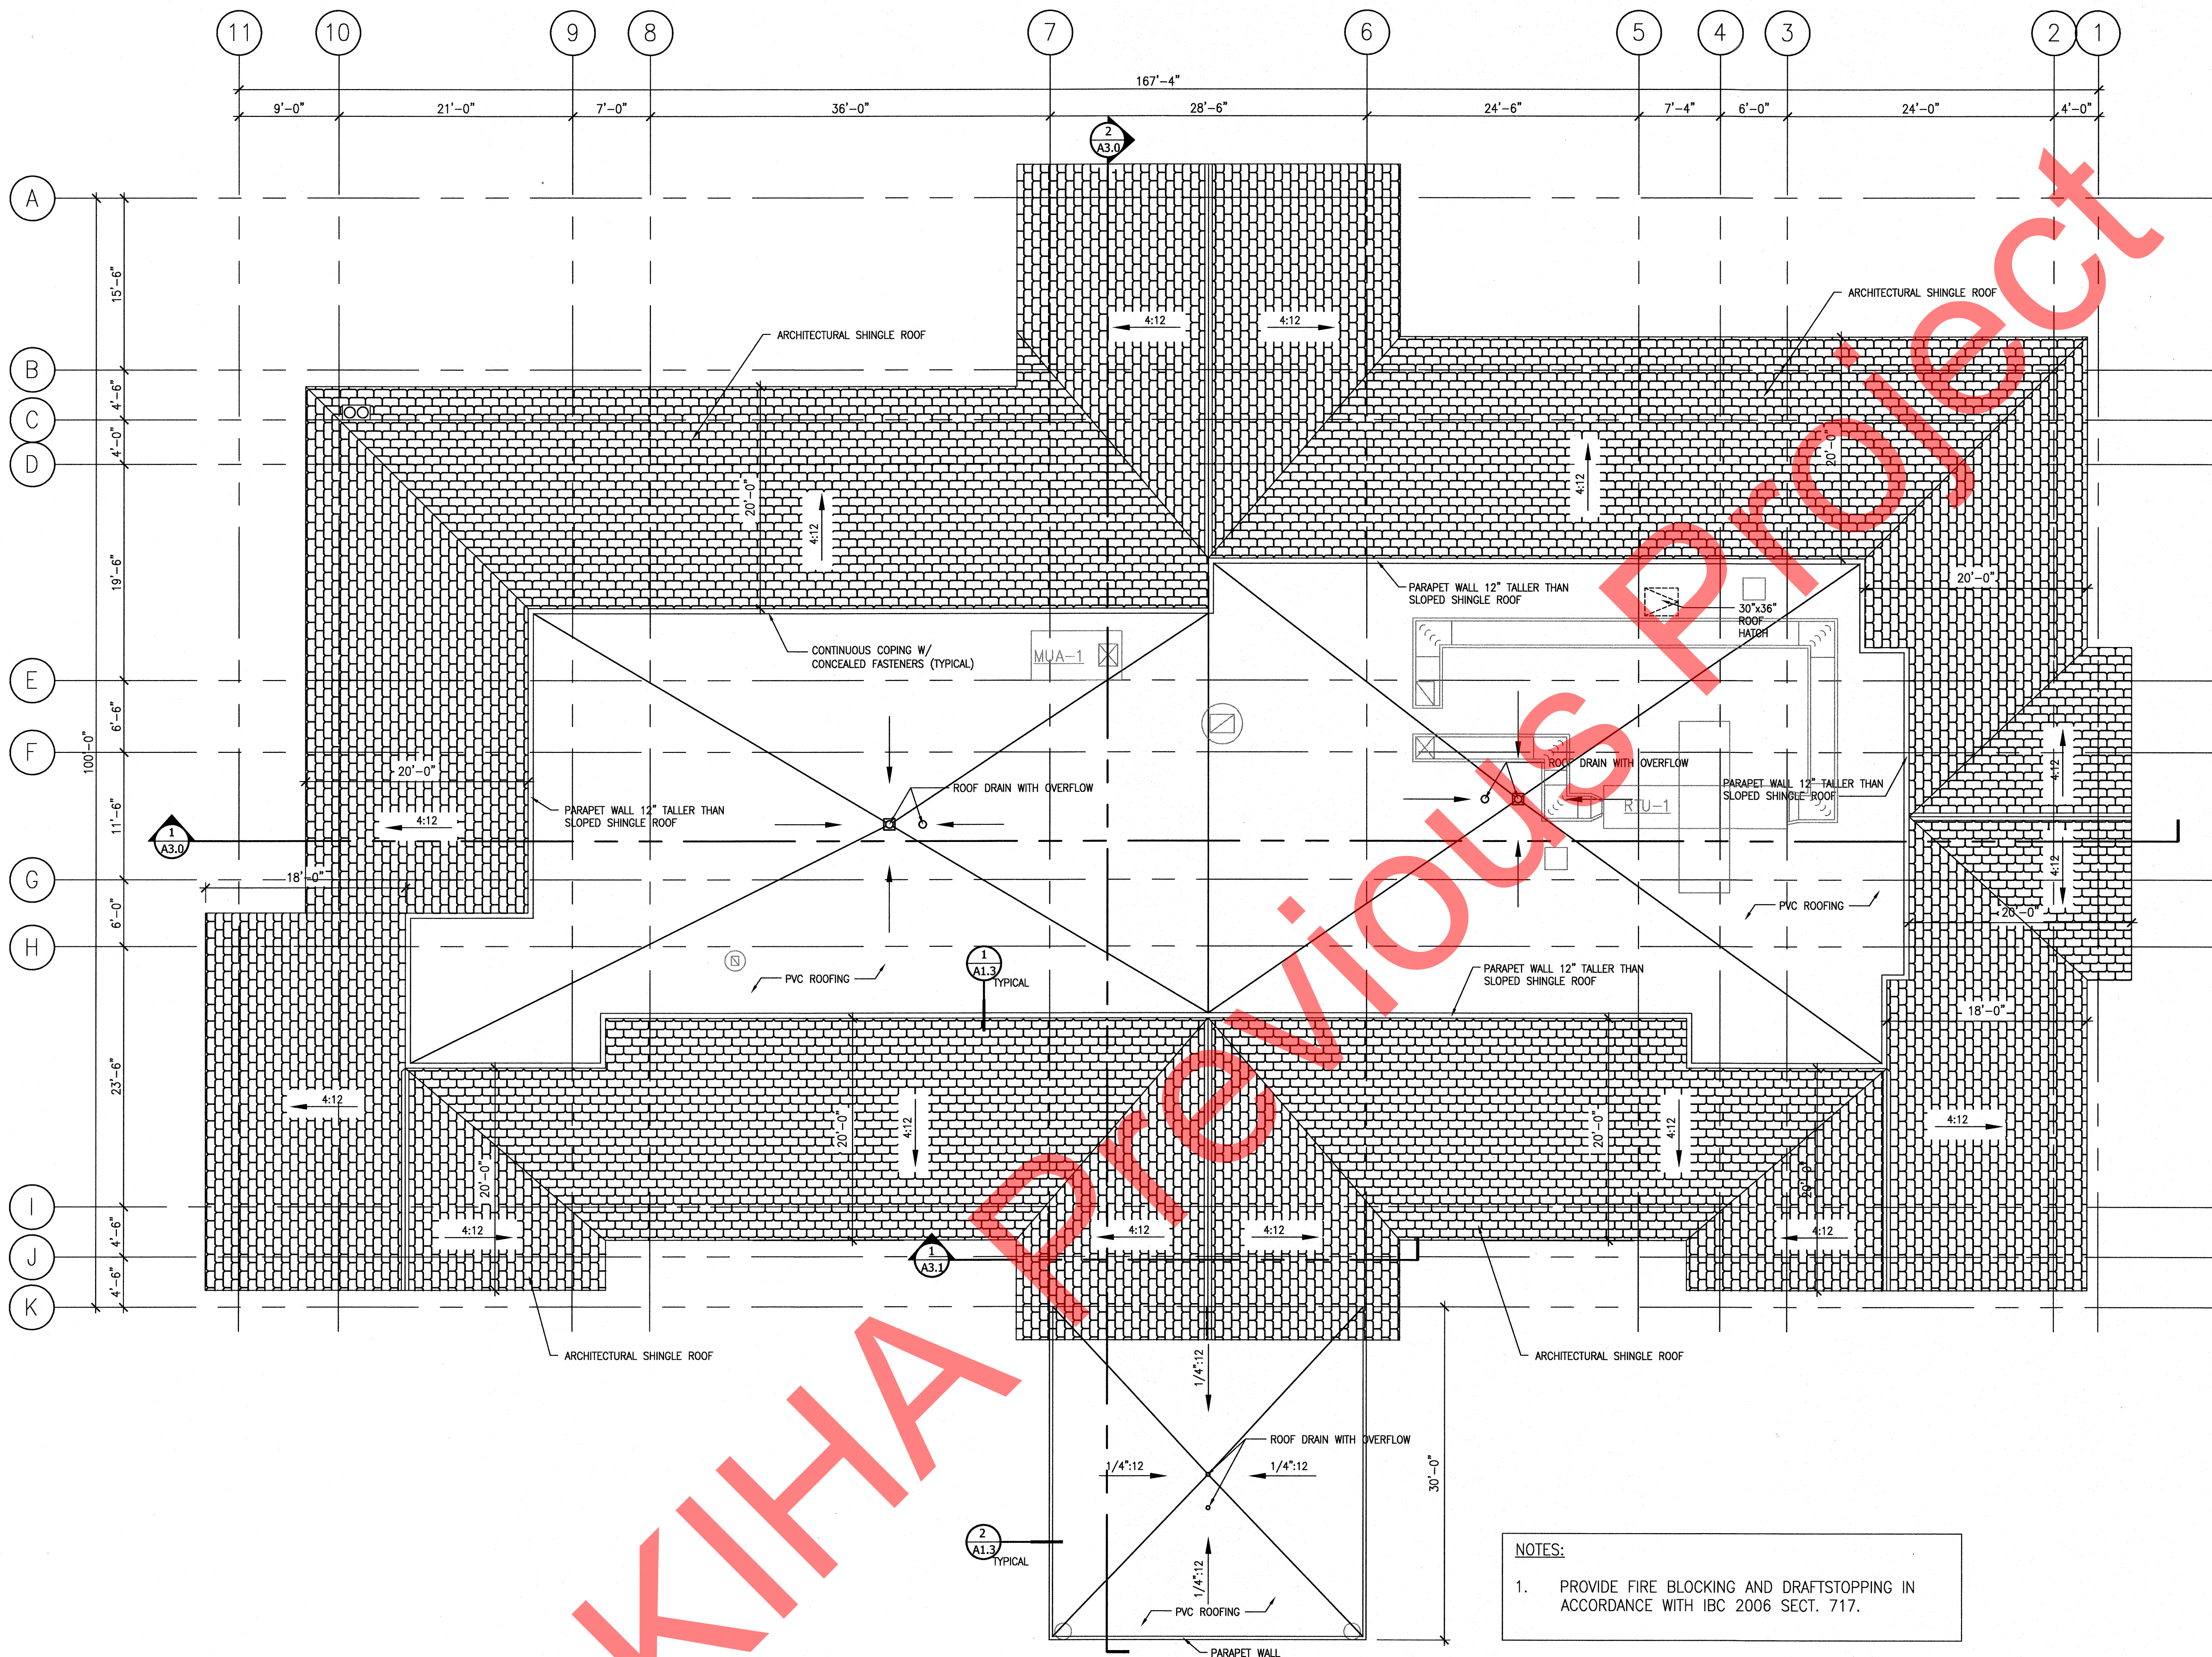 11 10 9 8 7 6 5 4 3 2 1
167'-4"
9'-0" 21'-0" 7'-0" 36'-0" 28'-6" 24'-6" 7'-4" 6'-0" 24'-0" 4'-0"
2
A3.0
A
B
C
D
E
F
G
H
I
J
K
100'-0"
15'-6"
4'-6"
4'-0"
19'-6"
6'-6"
11'-6"
6'-0"
23'-6"
4'-6"
4'-6"
4:12
4:12
ARCHITECTURAL SHINGLE ROOF
ARCHITECTURAL SHINGLE ROOF
20'-0"
4:12
4:12
20'-0"
PARAPET WALL 12" TALLER THAN
SLOPED SHINGLE ROOF
30"x36"
ROOF
HATCH
20'-0"
CONTINUOUS COPING W/
CONCEALED FASTENERS (TYPICAL)
MUA-1
20'-0"
ROOF DRAIN WITH OVERFLOW
PARAPET WALL 12" TALLER THAN
SLOPED SHINGLE ROOF
4:12
ROOF DRAIN WITH OVERFLOW
RTU-1
PARAPET WALL 12" TALLER THAN
SLOPED SHINGLE ROOF
4:12
4:12
1
A3.0
18'-0"
PVC ROOFING
20'-0"
PVC ROOFING
1
A1.3
TYPICAL
PARAPET WALL 12" TALLER THAN
SLOPED SHINGLE ROOF
18'-0"
4:12
20'-0"
20'-0"
4:12
20'-0"
4:12
20'-0"
4:12
4:12
4:12
4:12
4:12
1
A3.1
ARCHITECTURAL SHINGLE ROOF
ARCHITECTURAL SHINGLE ROOF
1/4":12
ROOF DRAIN WITH OVERFLOW
1/4":12
1/4":12
30'-0"
2
A1.3
TYPICAL
1/4":12
PVC ROOFING
PARAPET WALL
NOTES:
1. PROVIDE FIRE BLOCKING AND DRAFTSTOPPING IN
ACCORDANCE WITH IBC 2006 SECT. 717.
KIHA Previous Project